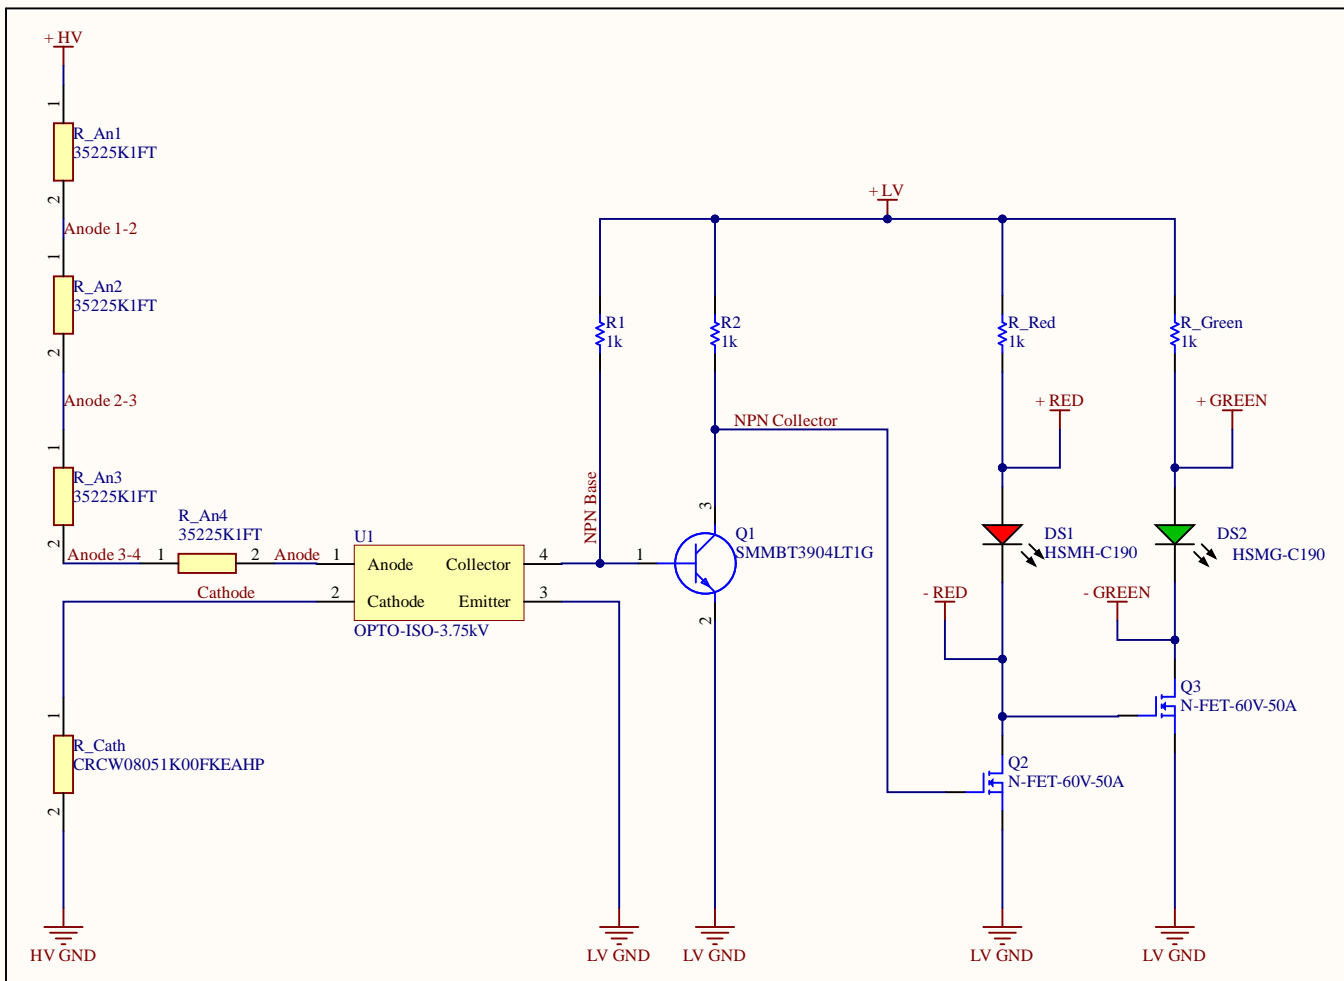 + HV
1
R_An1
35225K1FT
2
Anode 1-2
1
R_An2
35225K1FT
2
Anode 2-3
1
R_An3
35225K1FT
2
Anode 3-4
1
R_An4
35225K1FT
2
Anode
1
Cathode
2
U1
Anode
Collector
Cathode
Emitter
OPTO-ISO-3.75kV
4
3
1
R_Cath
CRCW08051K00FKEAHP
2
HV GND
+ LV
R1
1k
R2
1k
R_Red
1k
R_Green
1k
NPN Base
NPN Collector
1
3
Q1
SMMBT3904LT1G
2
+ RED
+ GREEN
DS1
HSMH-C190
DS2
HSMG-C190
- RED
- GREEN
Q2
N-FET-60V-50A
Q3
N-FET-60V-50A
LV GND
LV GND
LV GND
LV GND